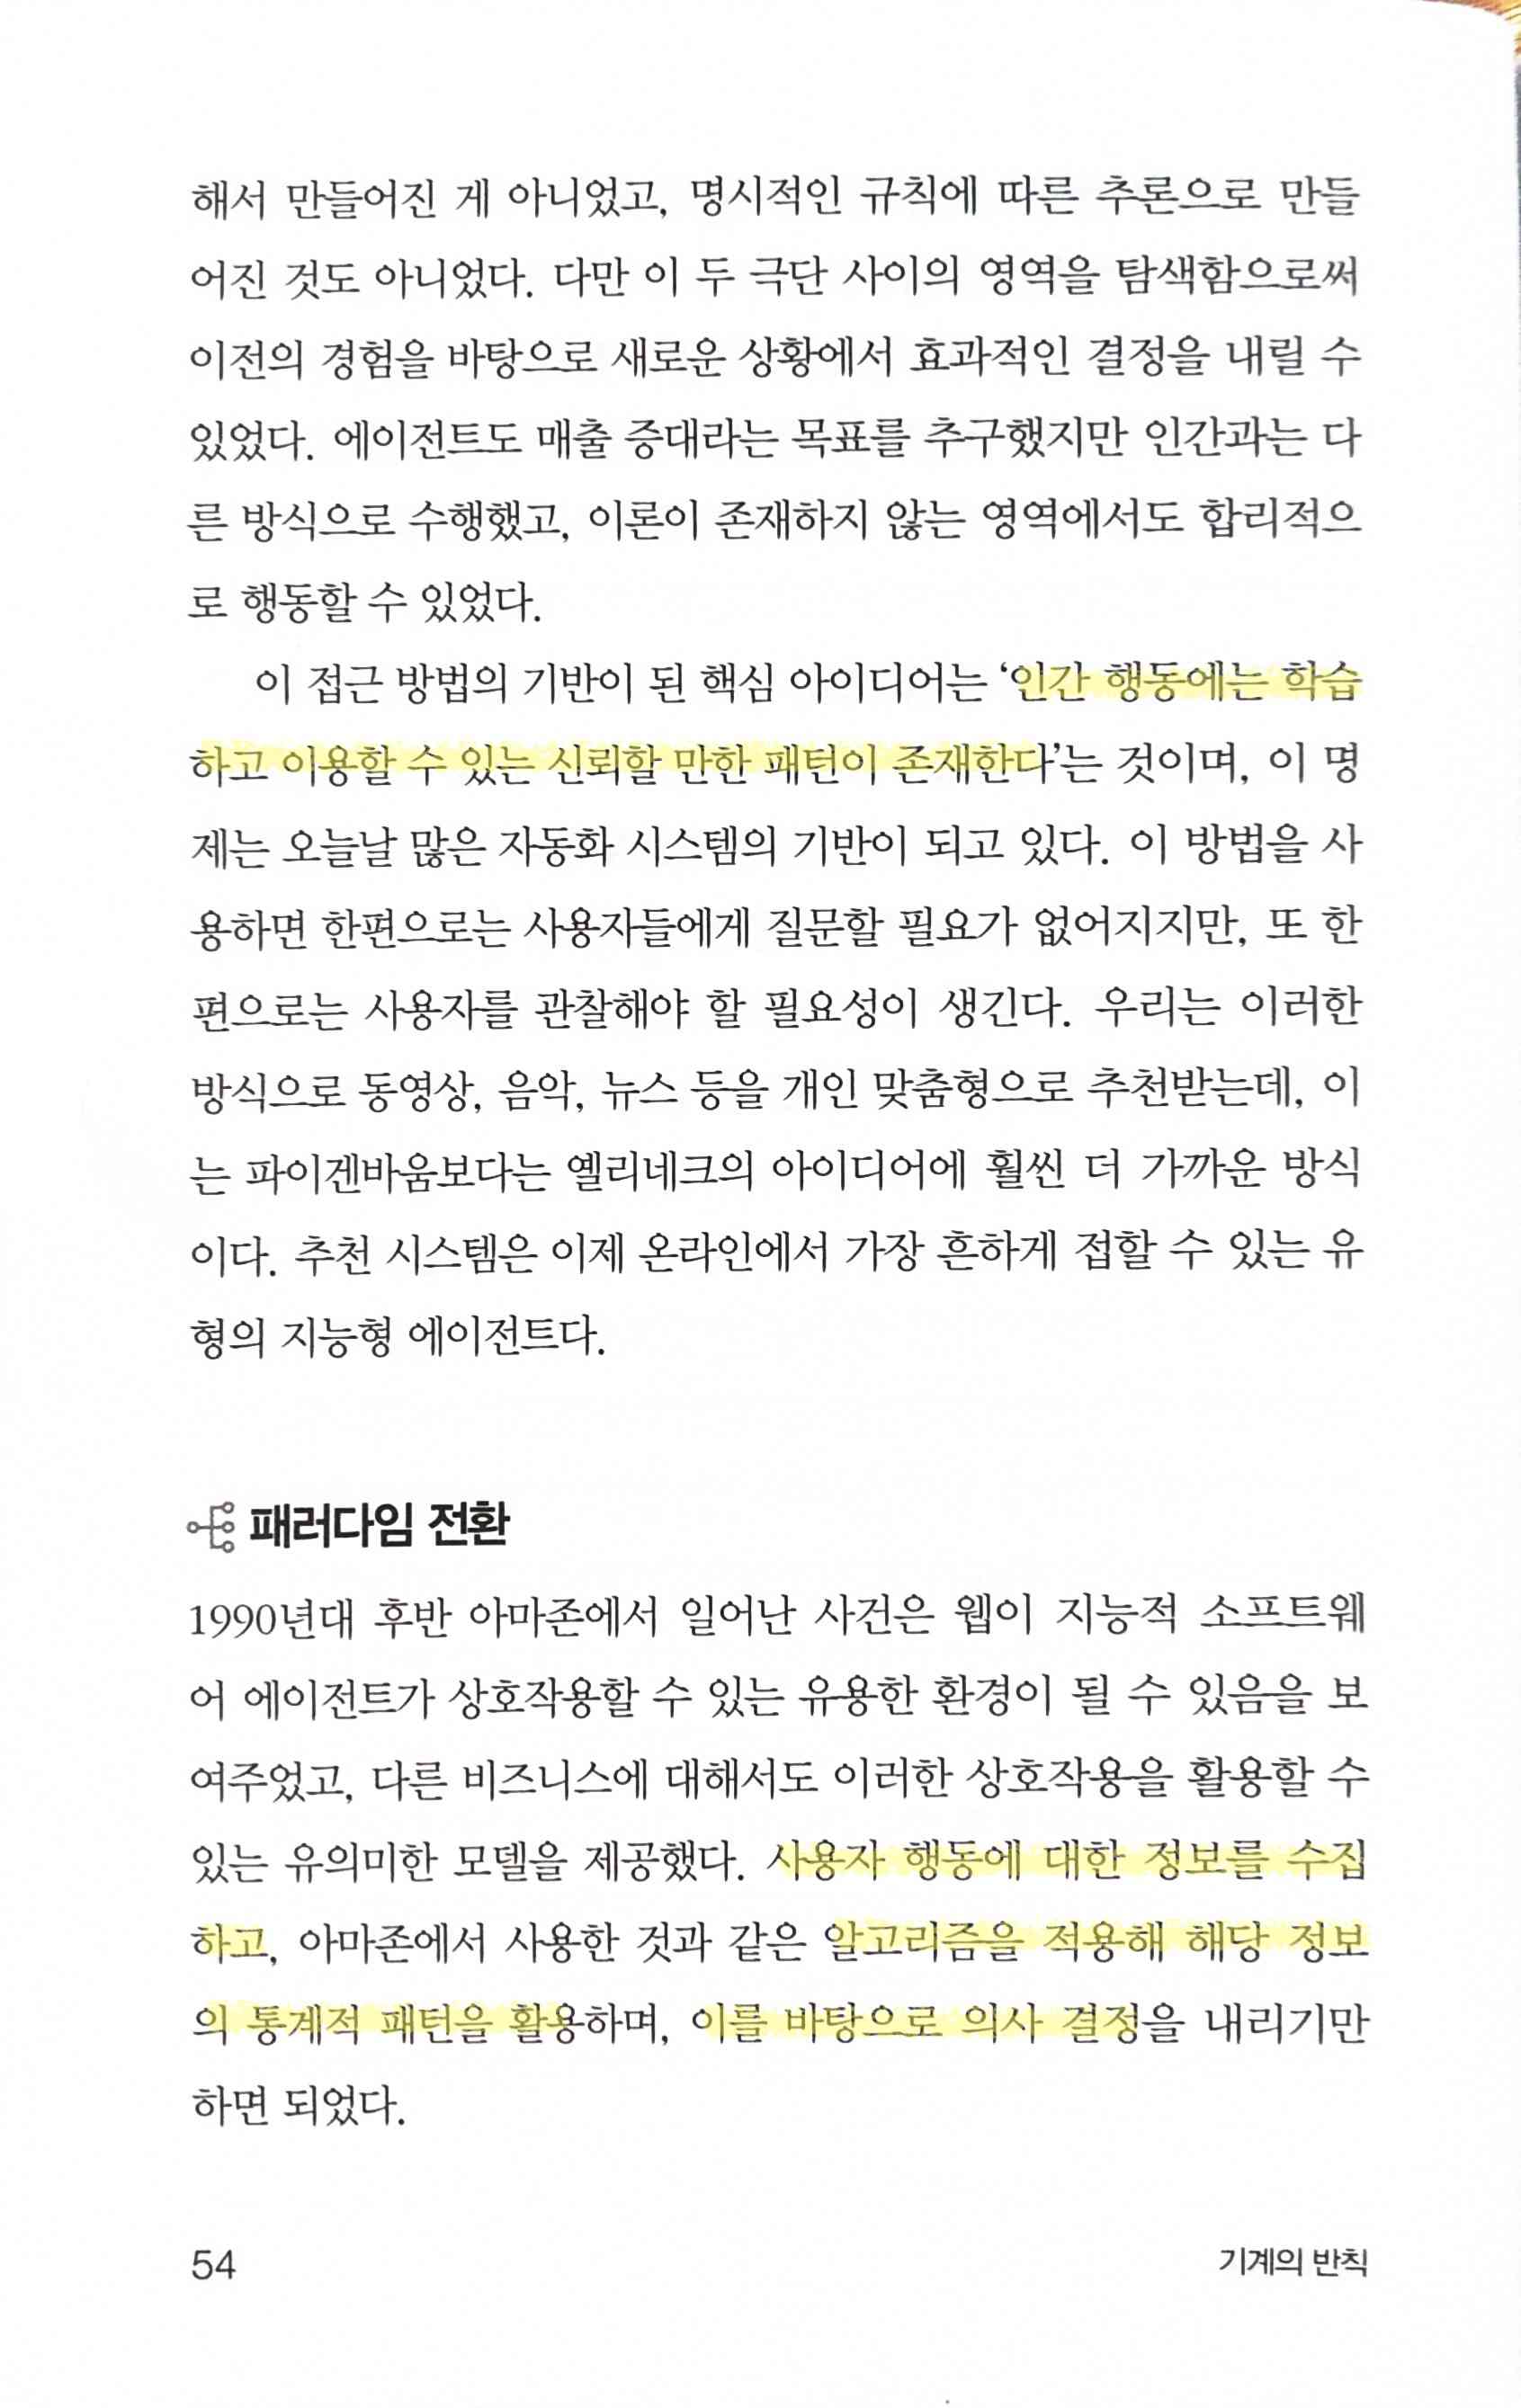 해서 만들어진 게 아니었고, 명시적인 규칙에 따른 추론으로 만들
어진 것도 아니었다. 다만 이 두 극단 사이의 영역을 탐색함으로써
이전의 경험을 바탕으로 새로운 상황에서 효과적인 결정을 내릴 수
있었다. 에이전트도 매출 증대라는 목표를 추구했지만 인간과는 다
른 방식으로 수행했고, 이론이 존재하지 않는 영역에서도 합리적으
로 행동할 수 있었다.
이 접근 방법의 기반이 된 핵심 아이디어는 ‘인간 행동에는 학습
하고 이용할 수 있는 신뢰할 만한 패턴이 존재한다’는 것이며, 이 명
제는 오늘날 많은 자동화 시스템의 기반이 되고 있다. 이 방법을 사
용하면 한편으로는 사용자들에게 질문할 필요가 없어지지만, 또 한
편으로는 사용자를 관찰해야 할 필요성이 생긴다. 우리는 이러한
방식으로 동영상, 음악, 뉴스 등을 개인 맞춤형으로 추천받는데, 이
는 파이겐바움보다는 옐리네크의 아이디어에 훨씬 더 가까운 방식
이다. 추천 시스템은 이제 온라인에서 가장 흔하게 접할 수 있는 유
형의 지능형 에이전트다.
패러다임 전환
1990년대 후반 아마존에서 일어난 사건은 웹이 지능적 소프트웨
어 에이전트가 상호작용할 수 있는 유용한 환경이 될 수 있음을 보
여주었고, 다른 비즈니스에 대해서도 이러한 상호작용을 활용할 수
있는 유의미한 모델을 제공했다. 사용자 행동에 대한 정보를 수집
하고, 아마존에서 사용한 것과 같은 알고리즘을 적용해 해당 정보
의 통계적 패턴을 활용하며, 이를 바탕으로 의사 결정을 내리기만
하면 되었다.
54
기계의 반칙